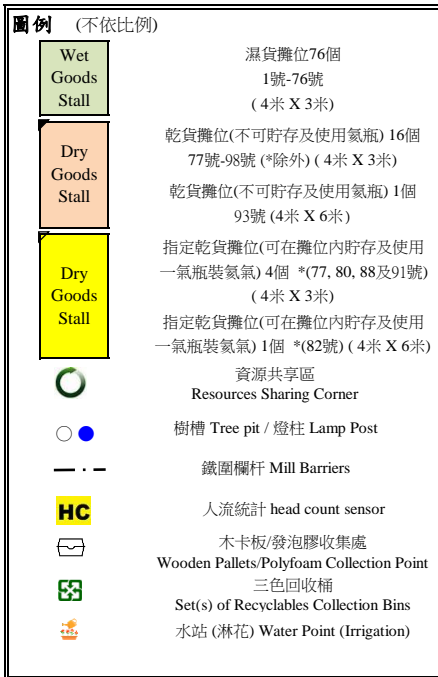 圖例 (不依比例)
Wet
Goods
Stall
濕貨攤位76個
1號-76號
( 4米 X 3米)
Dry
Goods
Stall
乾貨攤位(不可貯存及使用氦瓶) 16個
77號-98號 (*除外) ( 4米 X 3米)
乾貨攤位(不可貯存及使用氦瓶) 1個
93號 (4米 X 6米)
Dry
Goods
Stall
指定乾貨攤位(可在攤位內貯存及使用
一氣瓶裝氦氣) 4個 *(77, 80, 88及91號)
( 4米 X 3米)
指定乾貨攤位(可在攤位內貯存及使用
一氣瓶裝氦氣) 1個 *(82號) ( 4米 X 6米)
資源共享區
Resources Sharing Corner
樹槽 Tree pit / 燈柱 Lamp Post
鐵圍欄杆 Mill Barriers
HC 人流統計 head count sensor
木卡板/發泡膠收集處
Wooden Pallets/Polyfoam Collection Point
三色回收桶
Set(s) of Recyclables Collection Bins
水站 (淋花) Water Point (Irrigation)